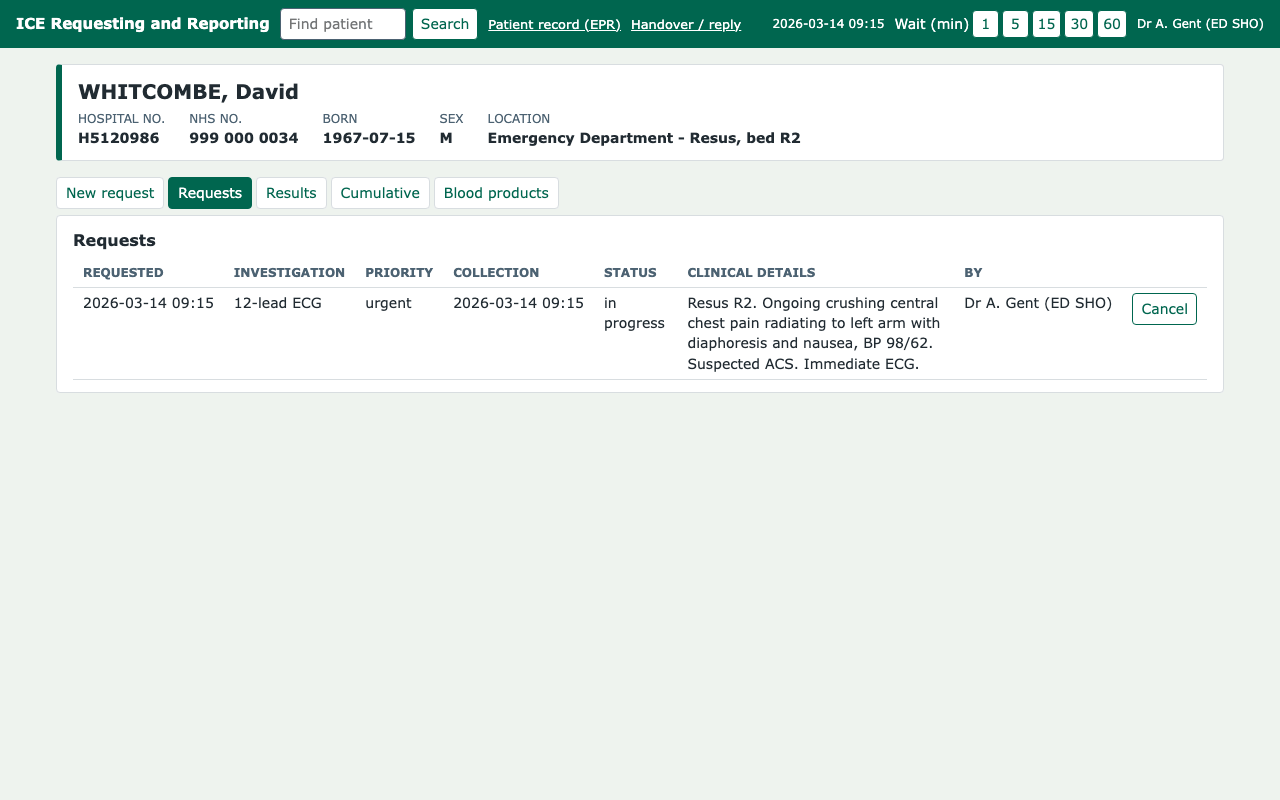 ICE Requesting and Reporting Find patient Search Patient record (EPR) Handover / reply 2026-03-14 09:15 Wait (min) 1 5 15 30 60 Dr A. Gent (ED SHO)
WHITCOMBE, David
HOSPITAL NO. NHS NO. BORN SEX LOCATION
H5120986 999 000 0034 1967-07-15 M Emergency Department - Resus, bed R2
New request Requests Results Cumulative Blood products
Requests
REQUESTED INVESTIGATION PRIORITY COLLECTION STATUS CLINICAL DETAILS BY
2026-03-14 09:15 12-lead ECG urgent 2026-03-14 09:15 in Resus R2. Ongoing crushing central Dr A. Gent (ED SHO) Cancel
progress chest pain radiating to left arm with
diaphoresis and nausea, BP 98/62.
Suspected ACS. Immediate ECG.